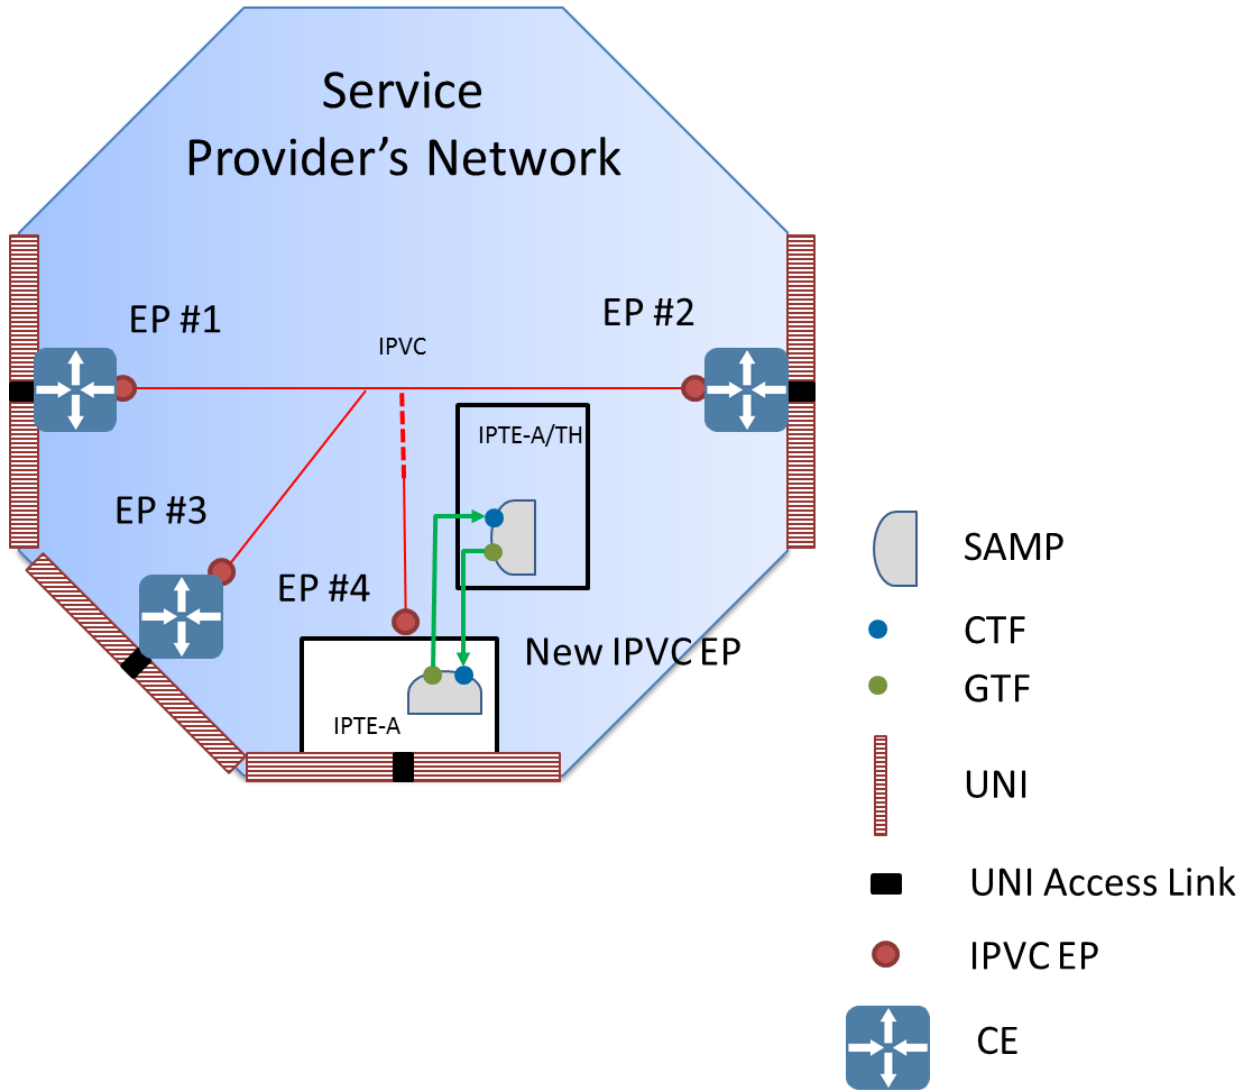 Service
Provider's Network
EP #1
EP #2
IPVC
IPTE-A/TH
EP #3
EP #4
New IPVC EP
IPTE-A
SAMP
CTF
GTF
UNI
UNI Access Link
IPVC EP
CE